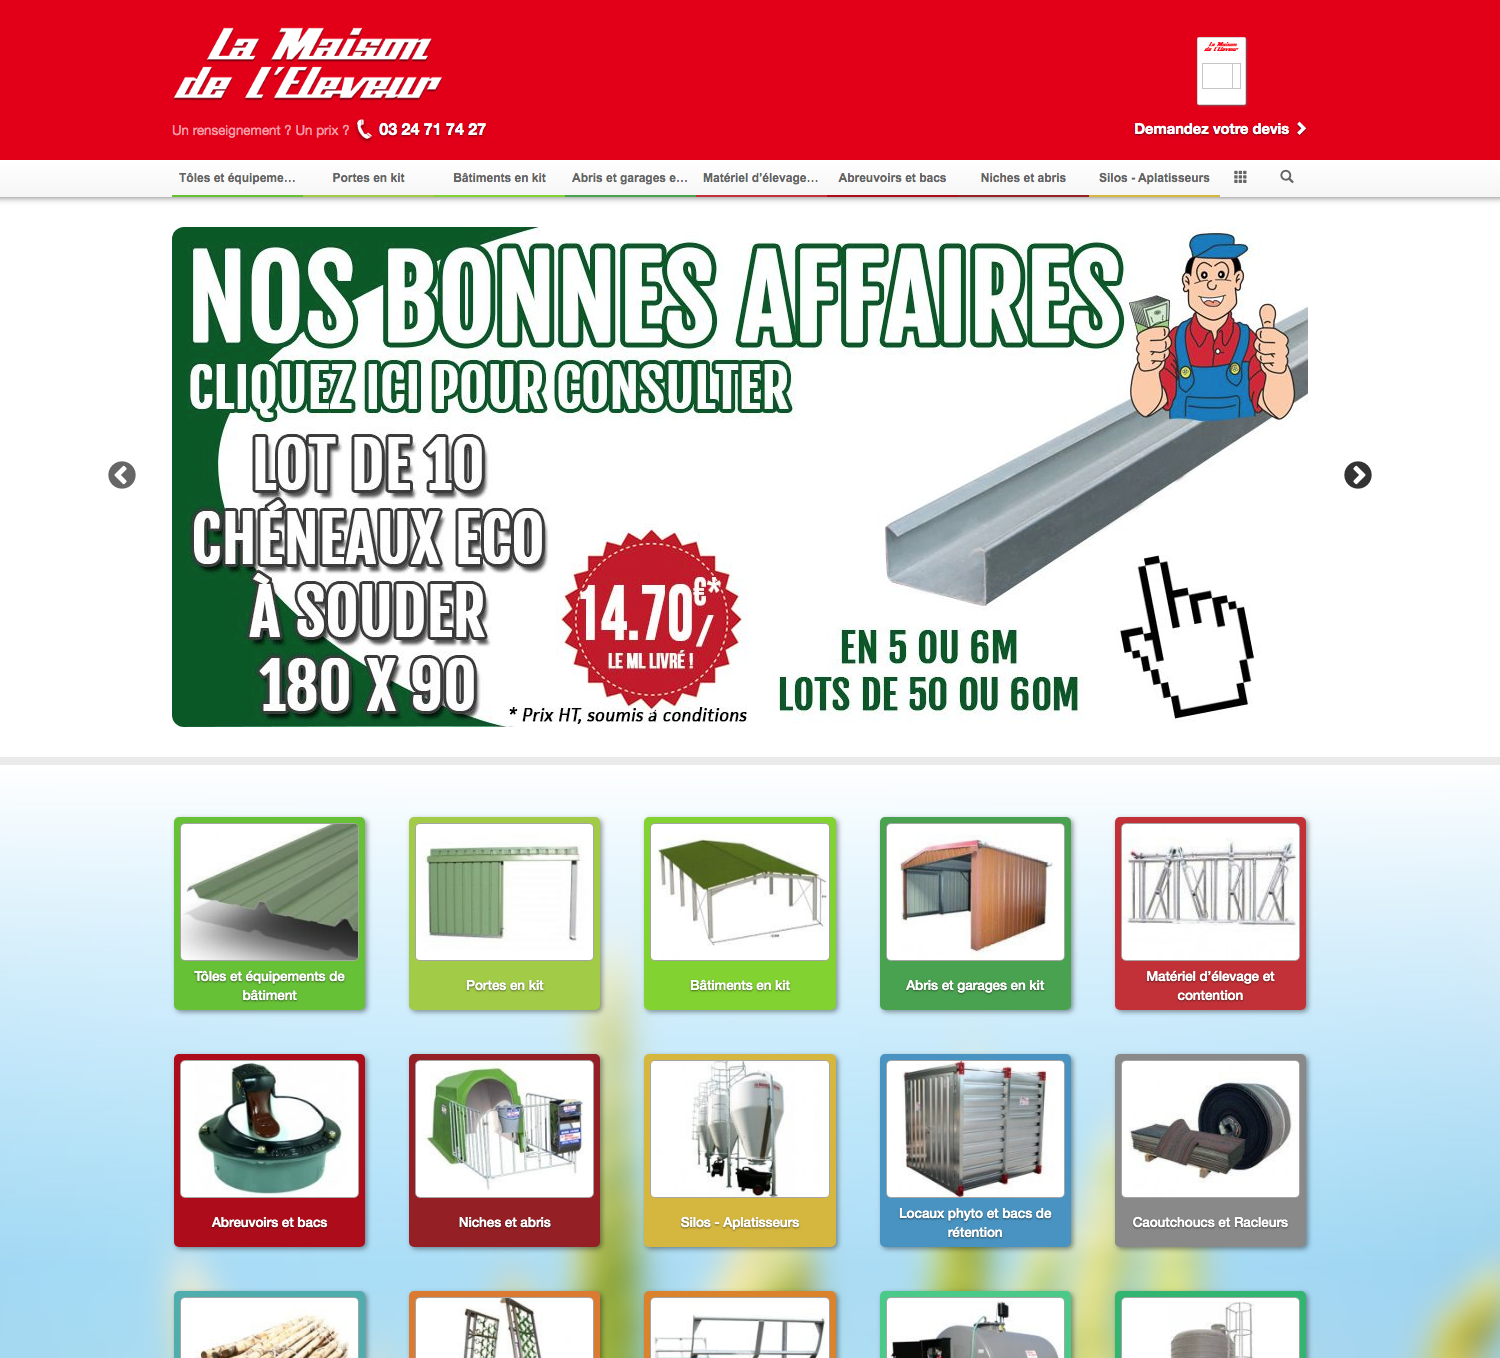 La Maison
de l'Eleveur
La Maison
de l'Eleveur
Un renseignement ? Un prix ? 03 24 71 74 27
Demandez votre devis
Tôles et équipeme…
Portes en kit
Bâtiments en kit
Abris et garages e…
Matériel d'élevage…
Abreuvoirs et bacs
Niches et abris
Silos - Aplatisseurs
NOS BONNES AFFAIRES
CLIQUEZ ICI POUR CONSULTER
LOT DE 10
CHÉNEAUX ECO
À SOUDER
180 X 90
14.70€*/
LE ML LIVRÉ !
* Prix HT, soumis à conditions
EN 5 OU 6M
LOTS DE 50 OU 60M
Tôles et équipements de
bâtiment
Portes en kit
Bâtiments en kit
Abris et garages en kit
Matériel d'élevage et
contention
Abreuvoirs et bacs
Niches et abris
Silos - Aplatisseurs
Locaux phyto et bacs de
rétention
Caoutchoucs et Racleurs